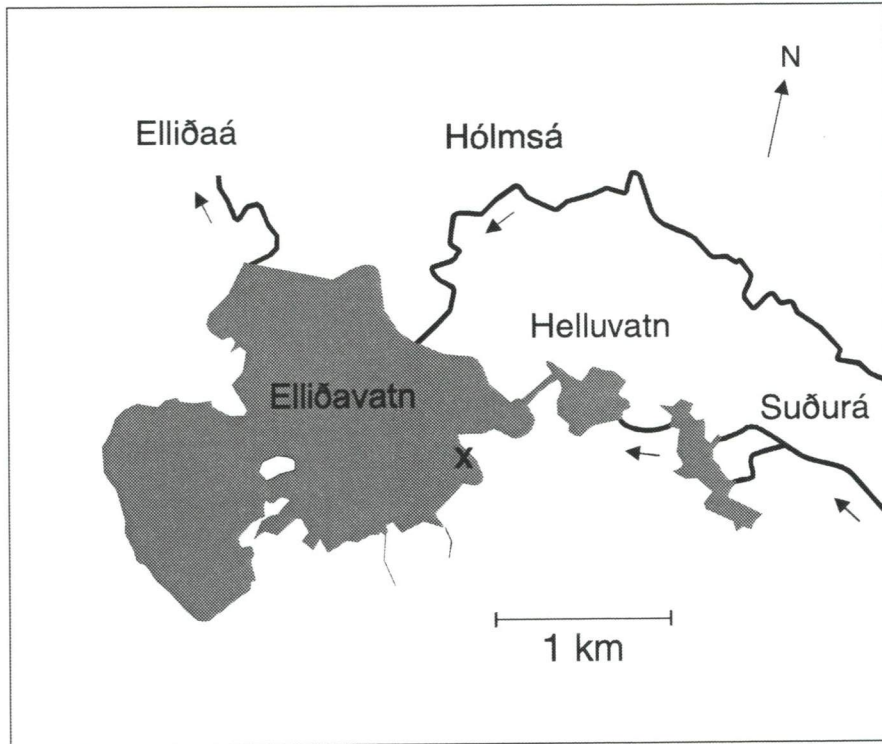 N
Elliðaá
Hólmsá
Helluvatn
Elliðavatn
Suðurá
x
1 km